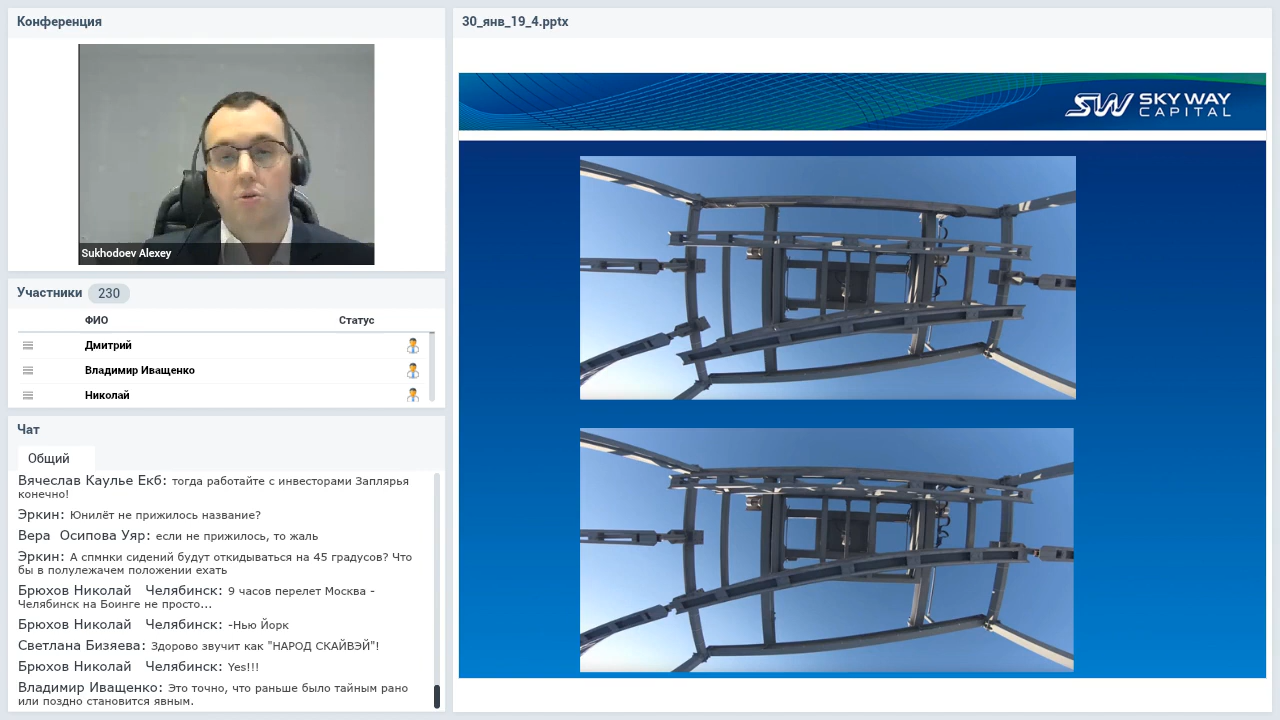 Конференция
Sukhodoev Alexey
Участники 230
ФИО Статус
Дмитрий
Владимир Иващенко
Николай
Чат
Общий
Вячеслав Каулье Екб: тогда работайте с инвесторами Заплярья
конечно!
Эркин: Юнилёт не прижилось название?
Вера Осипова Уяр: если не прижилось, то жаль
Эркин: А спмнки сидений будут откидываться на 45 градусов? Что
бы в полулежачем положении ехать
Брюхов Николай Челябинск: 9 часов перелет Москва -
Челябинск на Боинге не просто...
Брюхов Николай Челябинск: -Нью Йорк
Светлана Бизяева: Здорово звучит как "НАРОД СКАЙВЭЙ"!
Брюхов Николай Челябинск: Yes!!!
Владимир Иващенко: Это точно, что раньше было тайным рано
или поздно становится явным.
30_янв_19_4.pptx
SW SKY WAY
CAPITAL